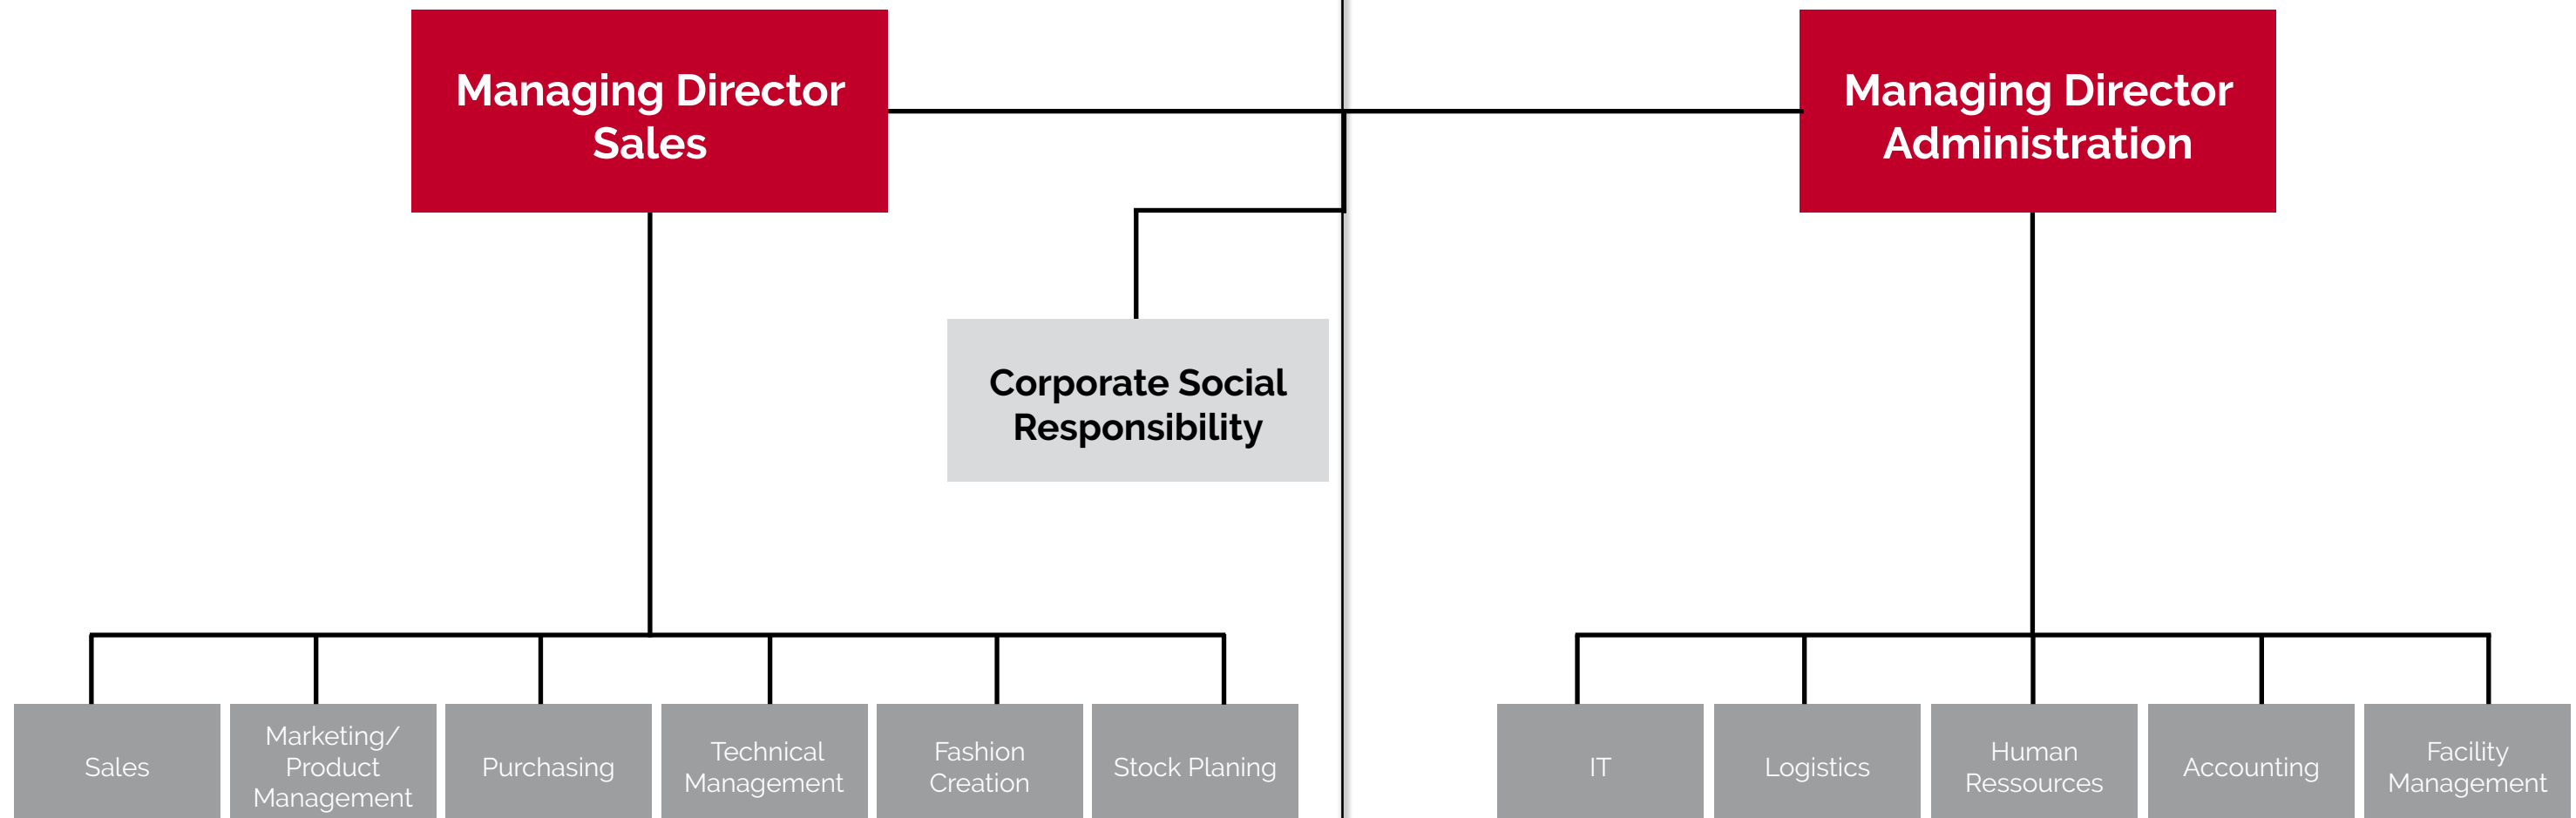 Managing Director
Sales
Managing Director
Administration
Corporate Social
Responsibility
Sales
Marketing/
Product
Management
Purchasing
Technical
Management
Fashion
Creation
Stock Planing
IT
Logistics
Human
Ressources
Accounting
Facility
Management